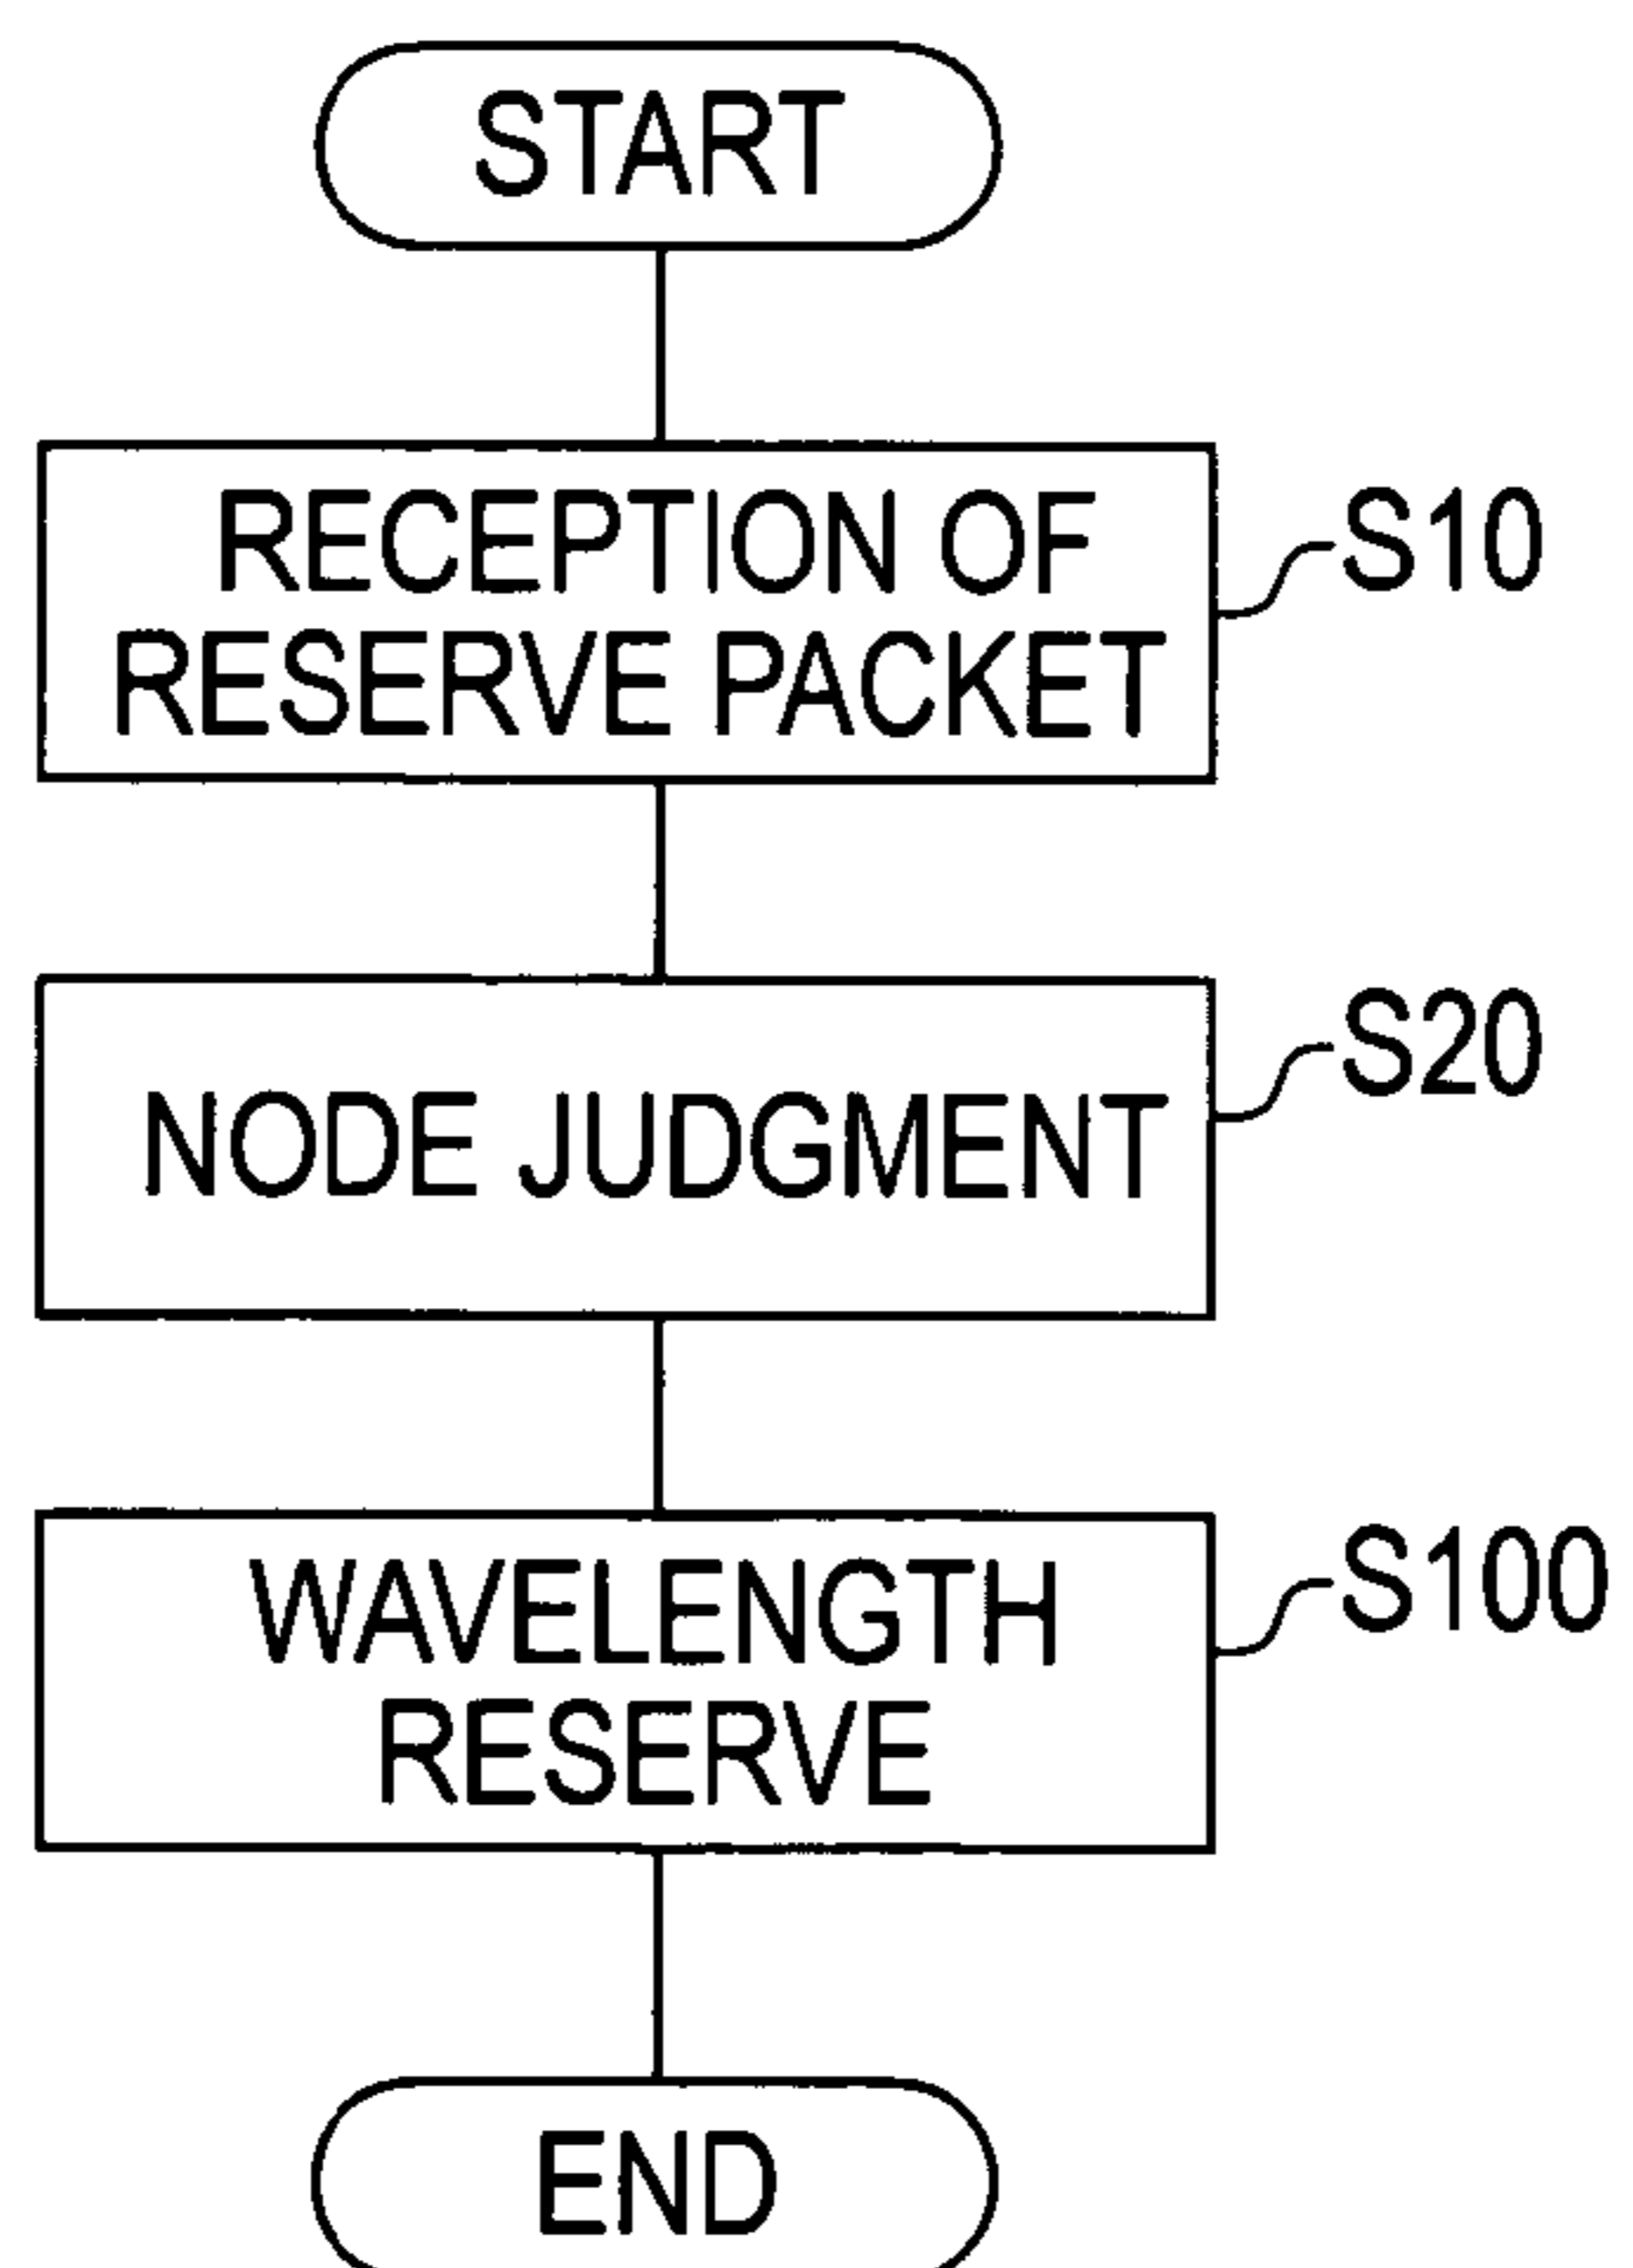 START
RECEPTION OF
RESERVE PACKET
S10
NODE JUDGMENT
S20
WAVELENGTH
RESERVE
S100
END